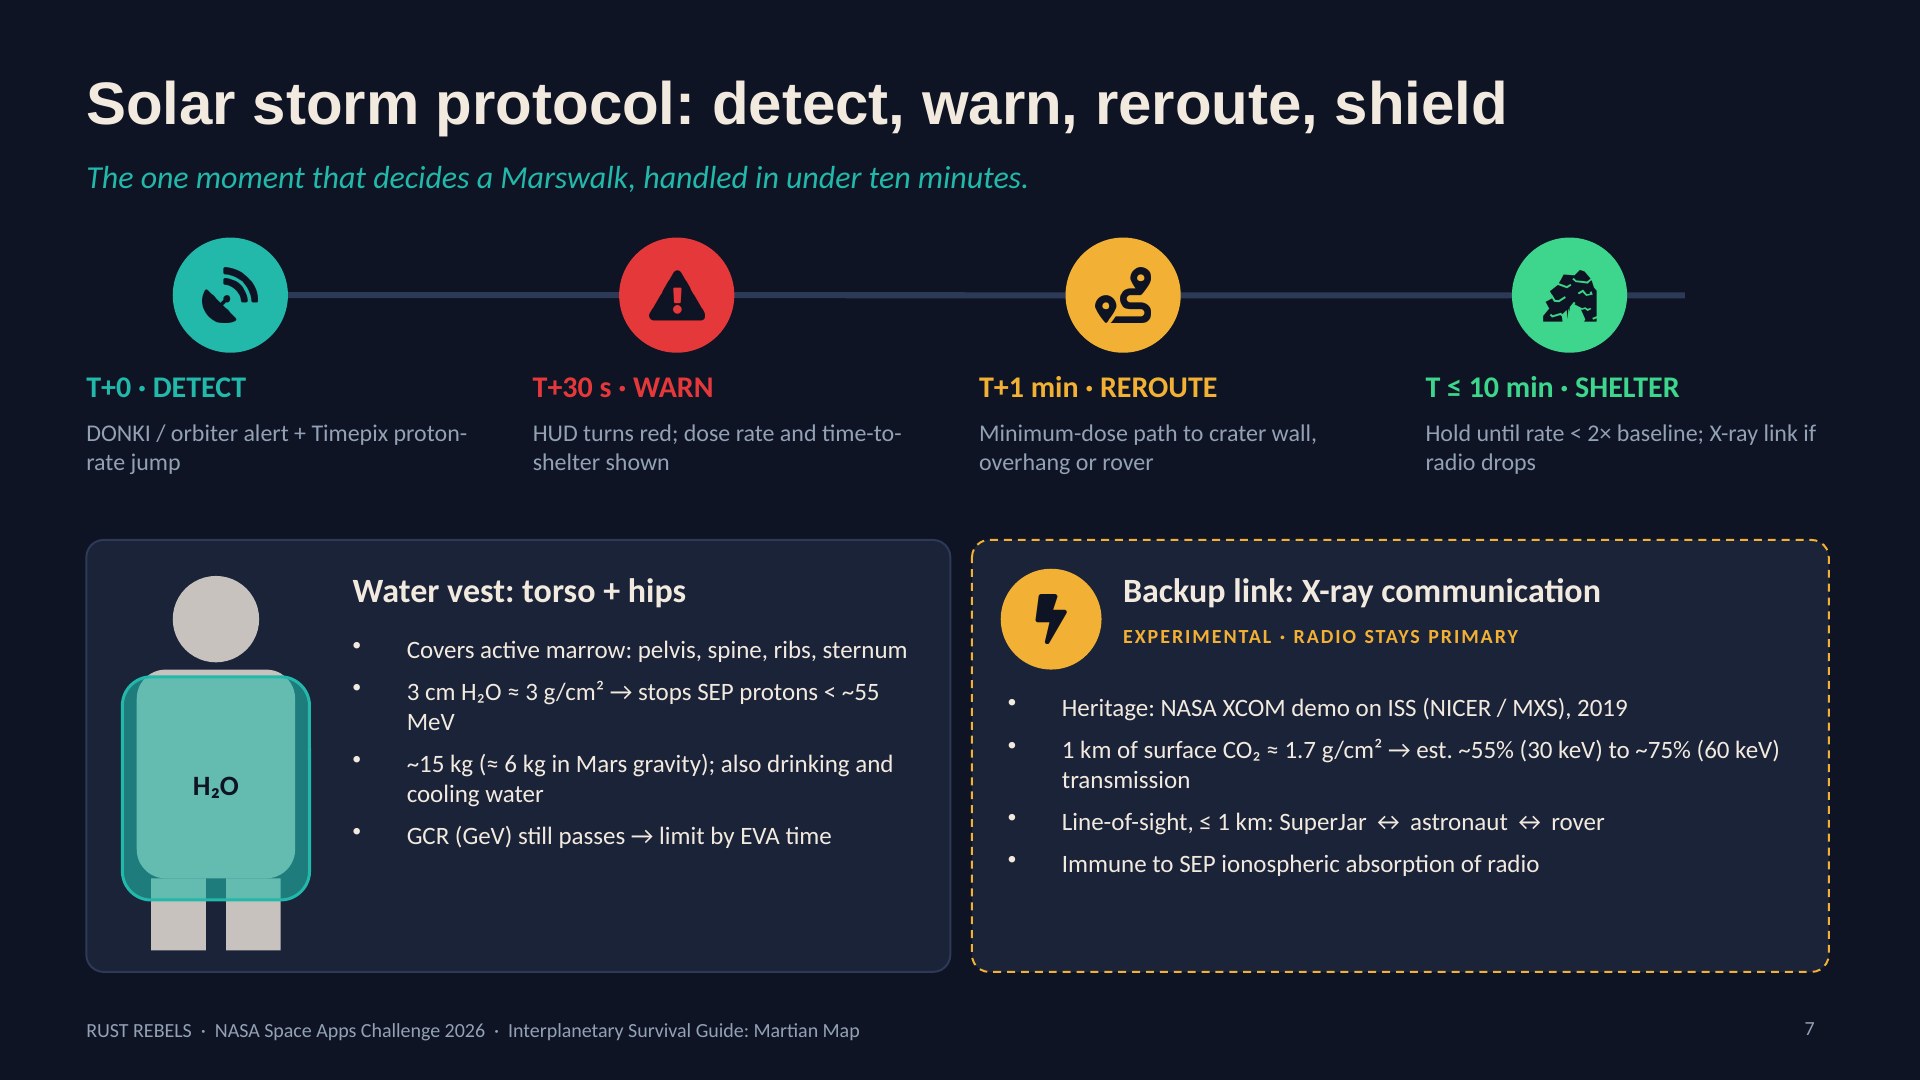 Solar storm protocol: detect, warn, reroute, shield
The one moment that decides a Marswalk, handled in under ten minutes.
T+0 · DETECT
DONKI / orbiter alert + Timepix proton-
rate jump
T+30 s · WARN
HUD turns red; dose rate and time-to-
shelter shown
T+1 min · REROUTE
Minimum-dose path to crater wall,
overhang or rover
T ≤ 10 min · SHELTER
Hold until rate < 2× baseline; X-ray link if
radio drops
H₂O
Water vest: torso + hips
• Covers active marrow: pelvis, spine, ribs, sternum
• 3 cm H₂O ≈ 3 g/cm² → stops SEP protons < ~55
MeV
• ~15 kg (≈ 6 kg in Mars gravity); also drinking and
cooling water
• GCR (GeV) still passes → limit by EVA time
Backup link: X-ray communication
EXPERIMENTAL · RADIO STAYS PRIMARY
• Heritage: NASA XCOM demo on ISS (NICER / MXS), 2019
• 1 km of surface CO₂ ≈ 1.7 g/cm² → est. ~55% (30 keV) to ~75% (60 keV)
transmission
• Line-of-sight, ≤ 1 km: SuperJar ↔ astronaut ↔ rover
• Immune to SEP ionospheric absorption of radio
RUST REBELS · NASA Space Apps Challenge 2026 · Interplanetary Survival Guide: Martian Map
7